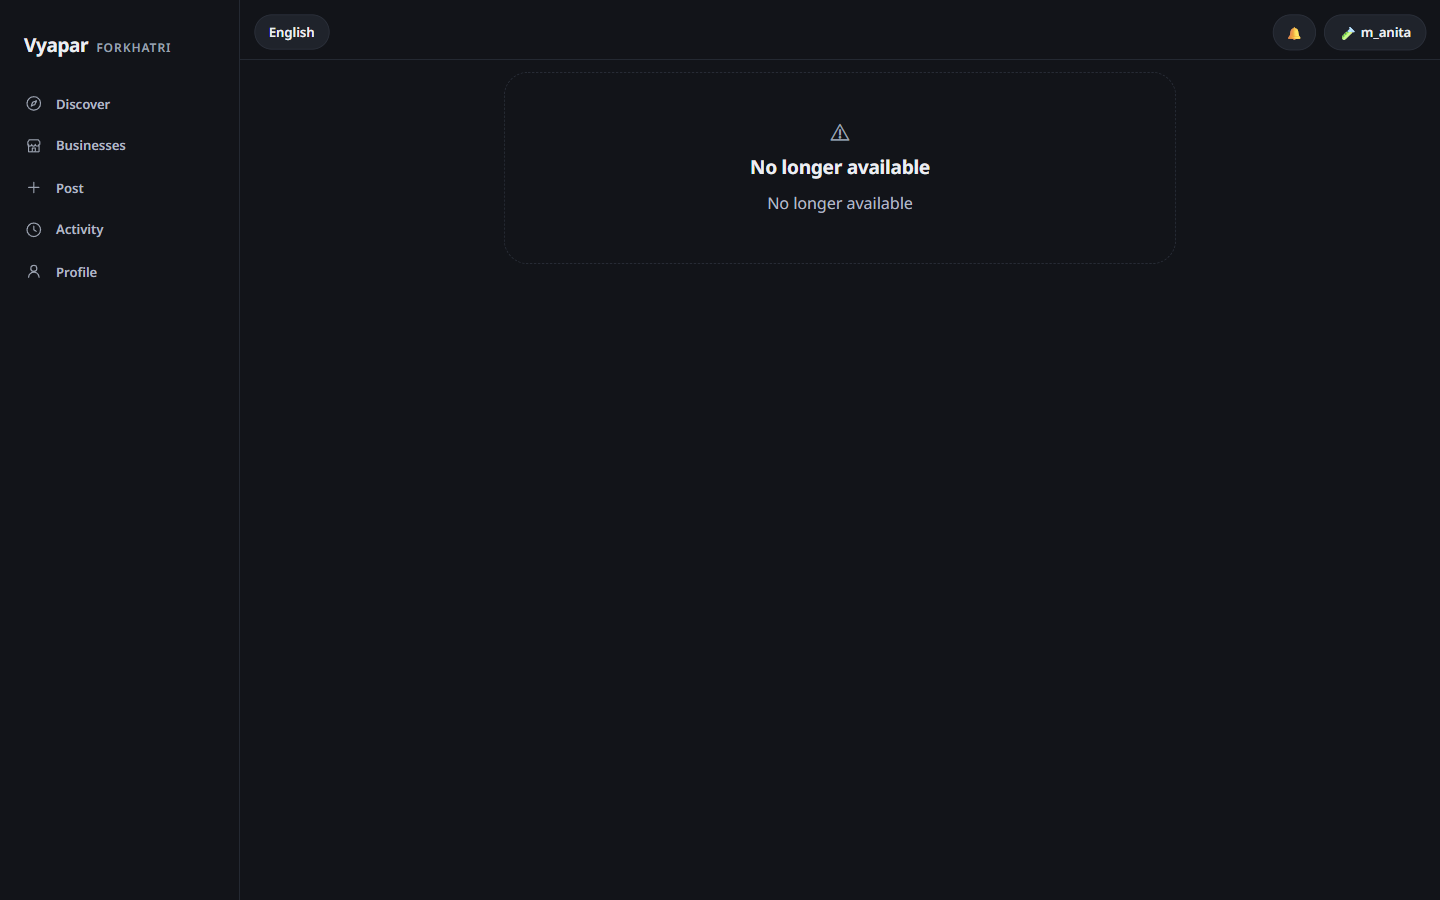 Vyapar FORKHATRI
Discover
Businesses
Post
Activity
Profile
English
m_anita
No longer available
No longer available